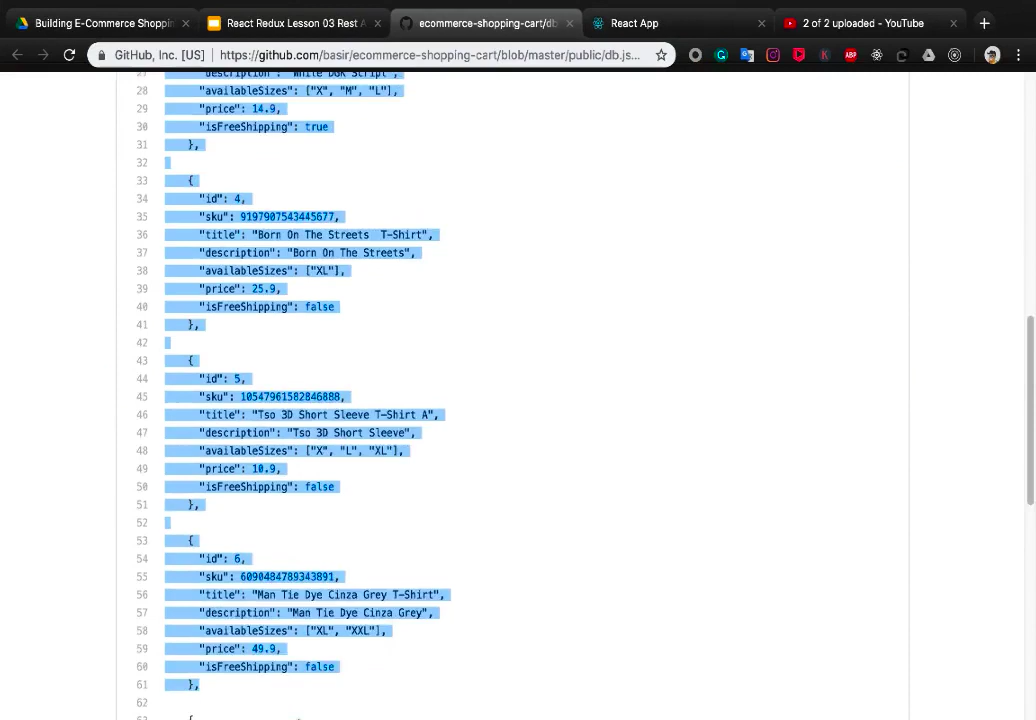 Building E-Commerce Shoppin
React Redux Lesson 03 Rest A
ecommerce-shopping-cart/db
React App
2 of 2 uploaded - YouTube
GitHub, Inc. [US] https://github.com/basir/ecommerce-shopping-cart/blob/master/public/db.js...
27 "description": "While DGK Script",
28 "availableSizes": ["X", "M", "L"],
29 "price": 14.9,
30 "isFreeShipping": true
31 },
32
33 {
34 "id": 4,
35 "sku": 9197907543445677,
36 "title": "Born On The Streets  T-Shirt",
37 "description": "Born On The Streets",
38 "availableSizes": ["XL"],
39 "price": 25.9,
40 "isFreeShipping": false
41 },
42
43 {
44 "id": 5,
45 "sku": 10547961582846888,
46 "title": "Tso 3D Short Sleeve T-Shirt A",
47 "description": "Tso 3D Short Sleeve",
48 "availableSizes": ["X", "L", "XL"],
49 "price": 10.9,
50 "isFreeShipping": false
51 },
52
53 {
54 "id": 6,
55 "sku": 6090484789343891,
56 "title": "Man Tie Dye Cinza Grey T-Shirt",
57 "description": "Man Tie Dye Cinza Grey",
58 "availableSizes": ["XL", "XXL"],
59 "price": 49.9,
60 "isFreeShipping": false
61 },
62
63 {